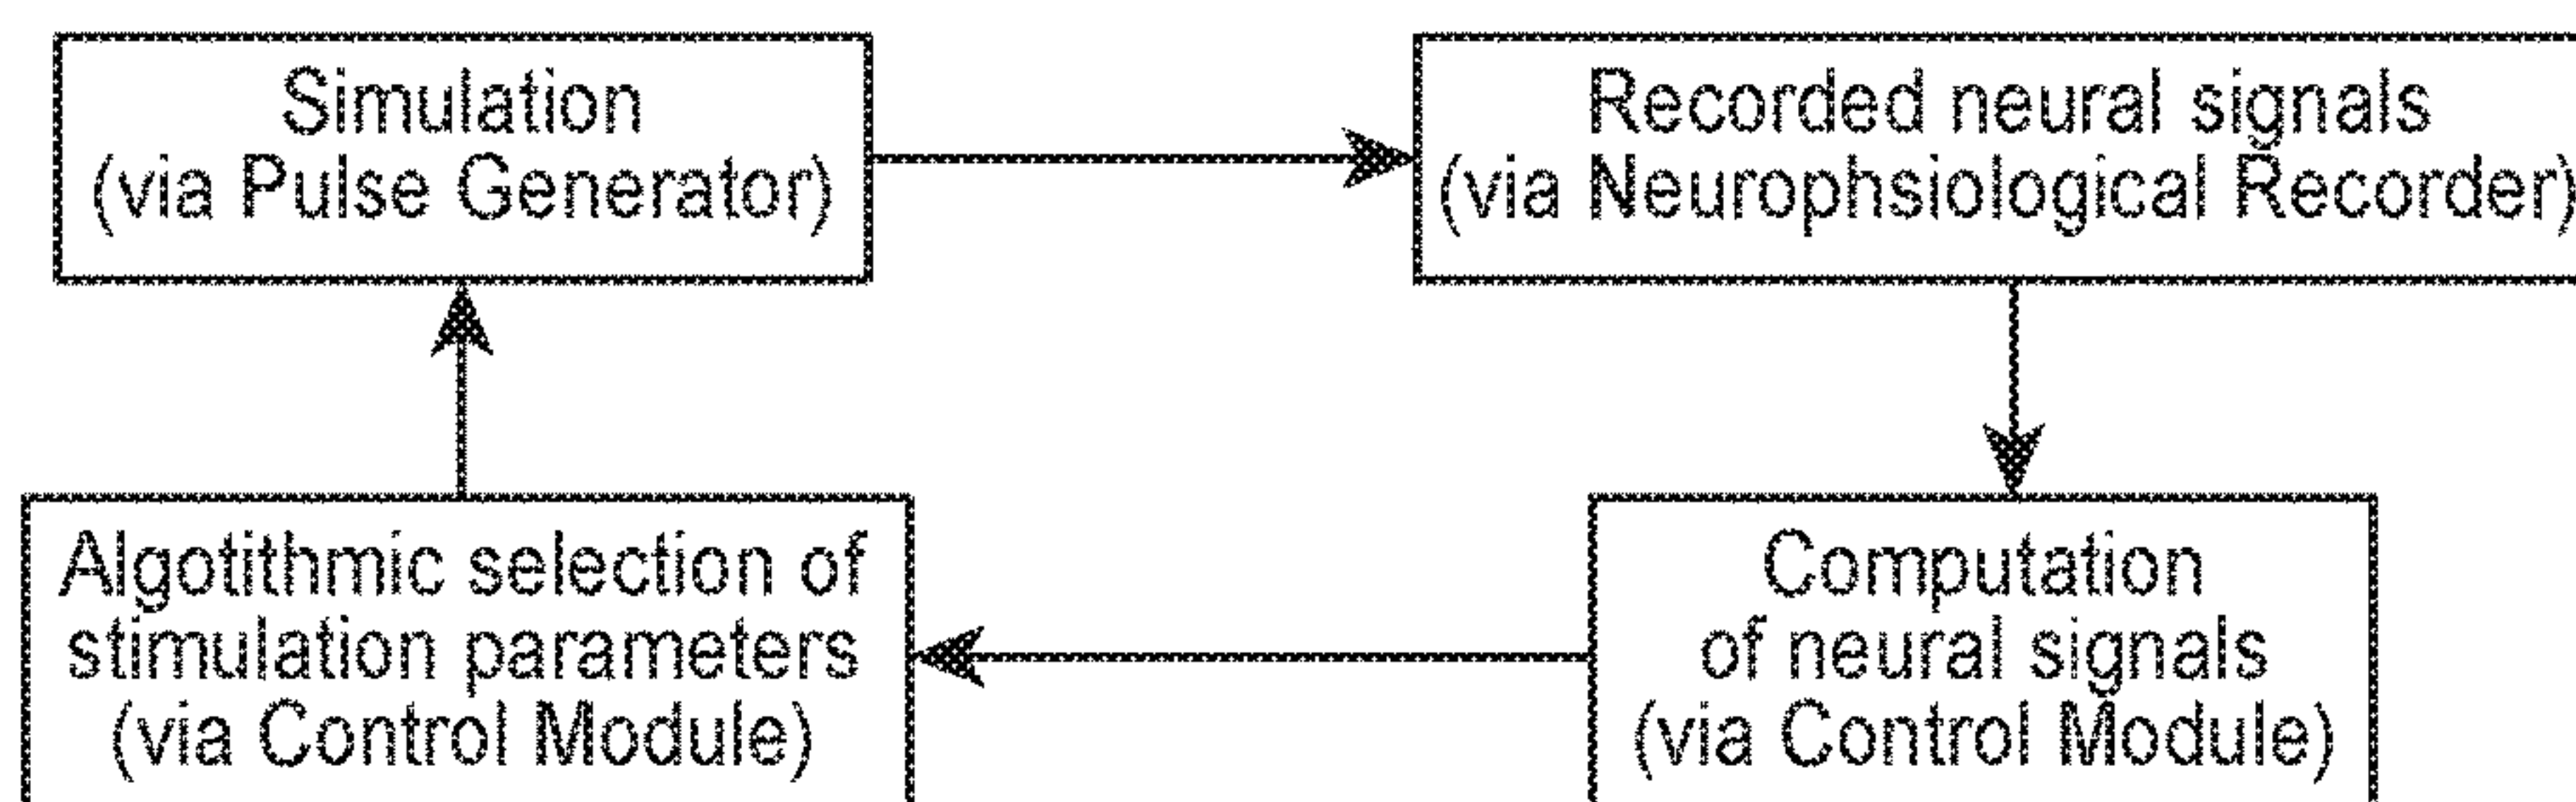 Simulation
(via Pulse Generator)
Recorded neural signals
(via Neurophsiological Recorder)
Algotithmic selection of
stimulation parameters
(via Control Module)
Computation
of neural signals
(via Control Module)